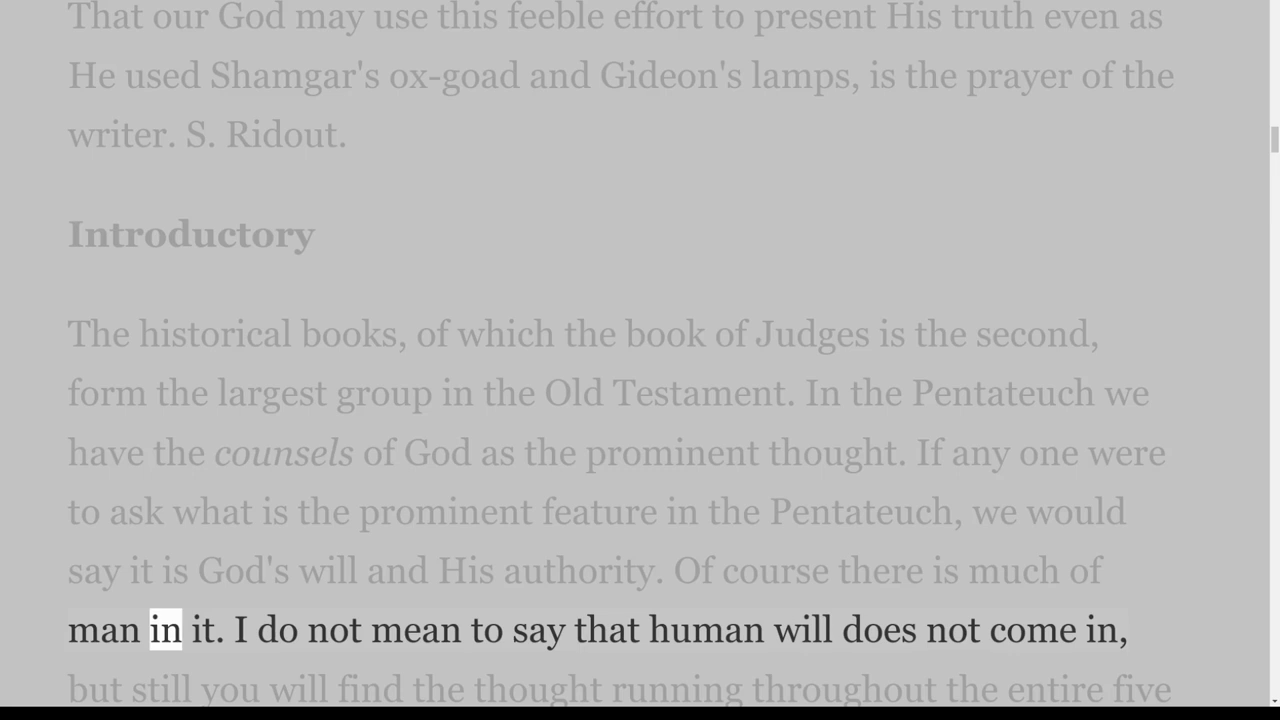 That our God may use this feeble effort to present His truth even as
He used Shamgar's ox-goad and Gideon's lamps, is the prayer of the
writer. S. Ridout.
Introductory
The historical books, of which the book of Judges is the second,
form the largest group in the Old Testament. In the Pentateuch we
have the counsels of God as the prominent thought. If any one were
to ask what is the prominent feature in the Pentateuch, we would
say it is God's will and His authority. Of course there is much of
man in it. I do not mean to say that human will does not come in,
but still you will find the thought running throughout the entire five